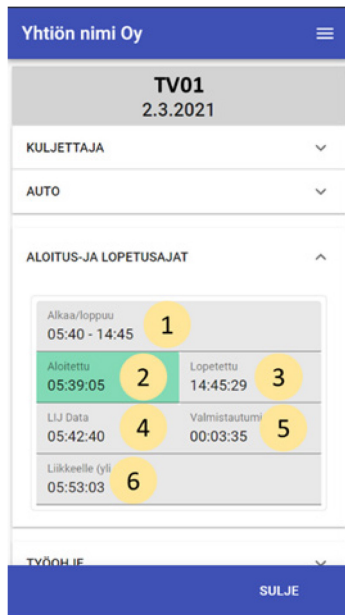 Yhtiön nimi Oy
TV01
2.3.2021
KULJETTAJA
AUTO
ALOITUS-JA LOPETUSAJAT
Alkaa/loppuu
05:40 - 14:45
1
Aloitettu
05:39:05
2
Lopetettu
14:45:29
3
LIJ Data
05:42:40
4
Valmistautumi
00:03:35
5
Liikkeelle (yli
05:53:03
6
TYÖOHJE
SULJE